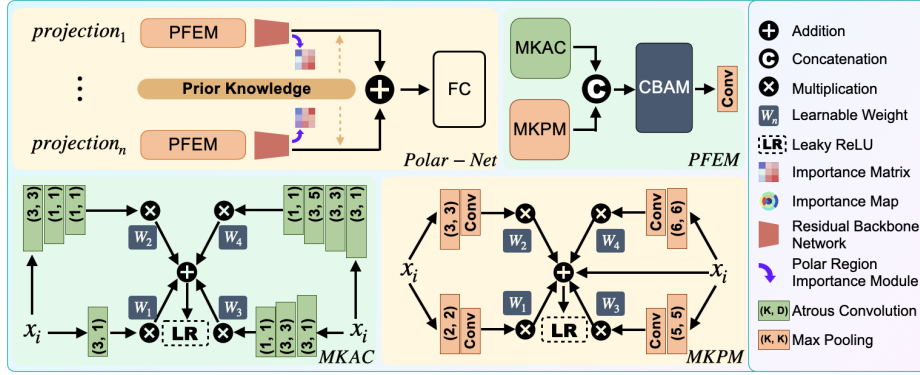 projection₁
PFEM
Prior Knowledge
projectionₙ
PFEM
FC
Polar – Net
MKAC
MKPM
C
CBAM
Conv
PFEM
(3, 3)
(1, 1)
(1, 1)
W₂
W₄
(1, 1)
(3, 5)
(3, 3)
(3, 1)
xᵢ
(3, 1)
W₁
LR
W₃
(1, 1)
(3, 3)
(3, 1)
xᵢ
MKAC
(3, 3)
Conv
W₂
W₄
Conv
(6, 6)
xᵢ
xᵢ
(2, 2)
Conv
W₁
LR
W₃
Conv
(5, 5)
MKPM
Addition
C Concatenation
Multiplication
Wₙ Learnable Weight
LR Leaky ReLU
Importance Matrix
Importance Map
Residual Backbone
Network
Polar Region
Importance Module
(K, D) Atrous Convolution
(K, K) Max Pooling